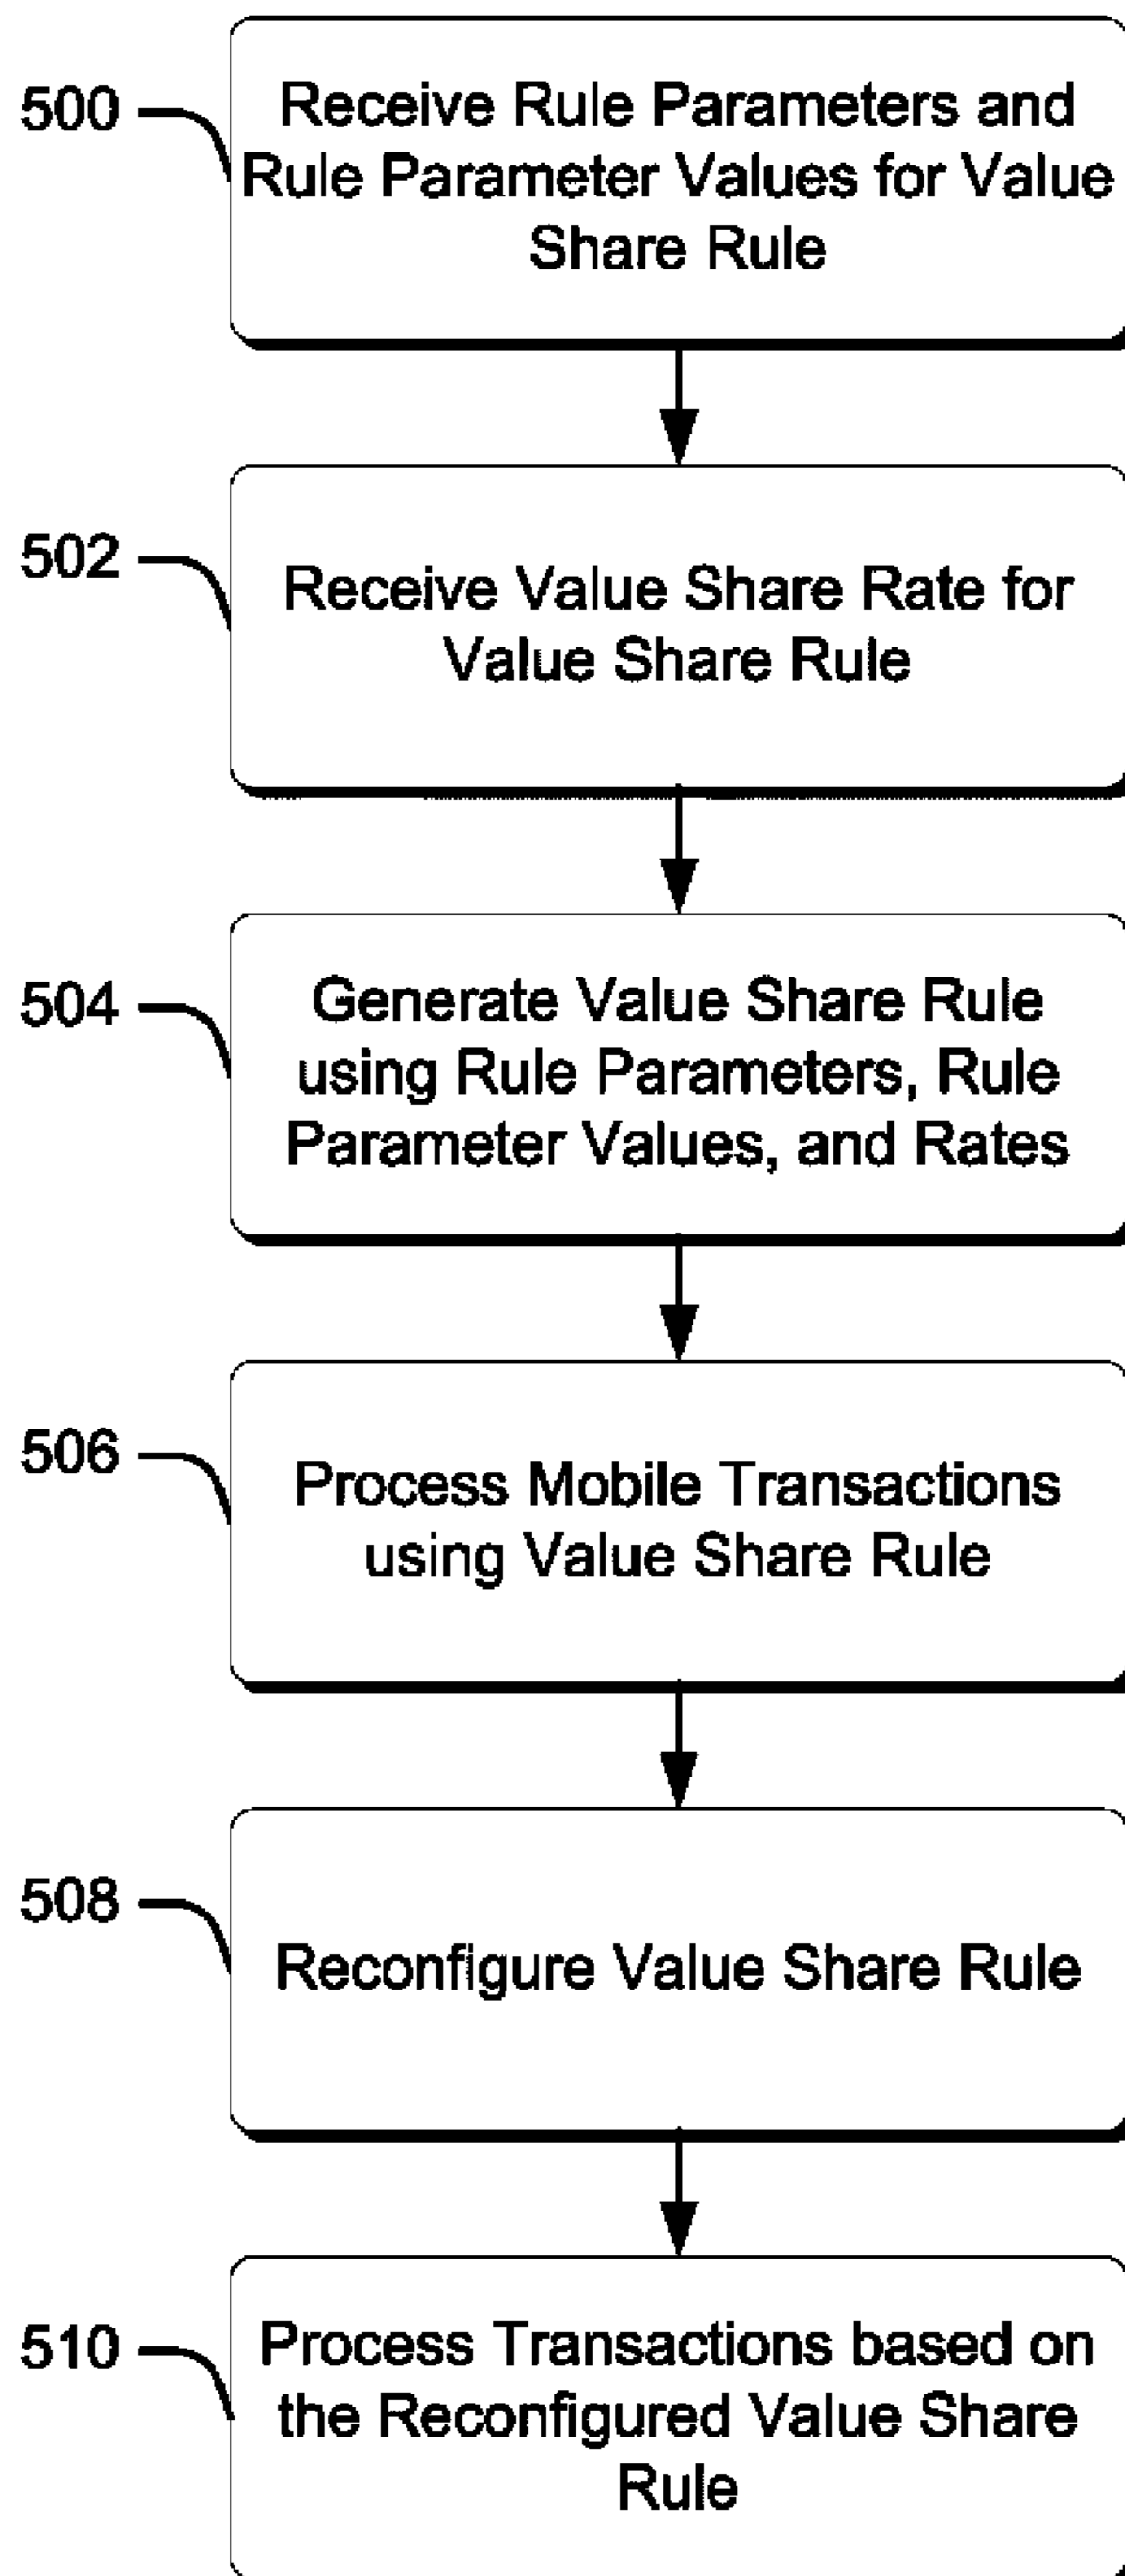 500
Receive Rule Parameters and
Rule Parameter Values for Value
Share Rule
502
Receive Value Share Rate for
Value Share Rule
504
Generate Value Share Rule
using Rule Parameters, Rule
Parameter Values, and Rates
506
Process Mobile Transactions
using Value Share Rule
508
Reconfigure Value Share Rule
510
Process Transactions based on
the Reconfigured Value Share
Rule